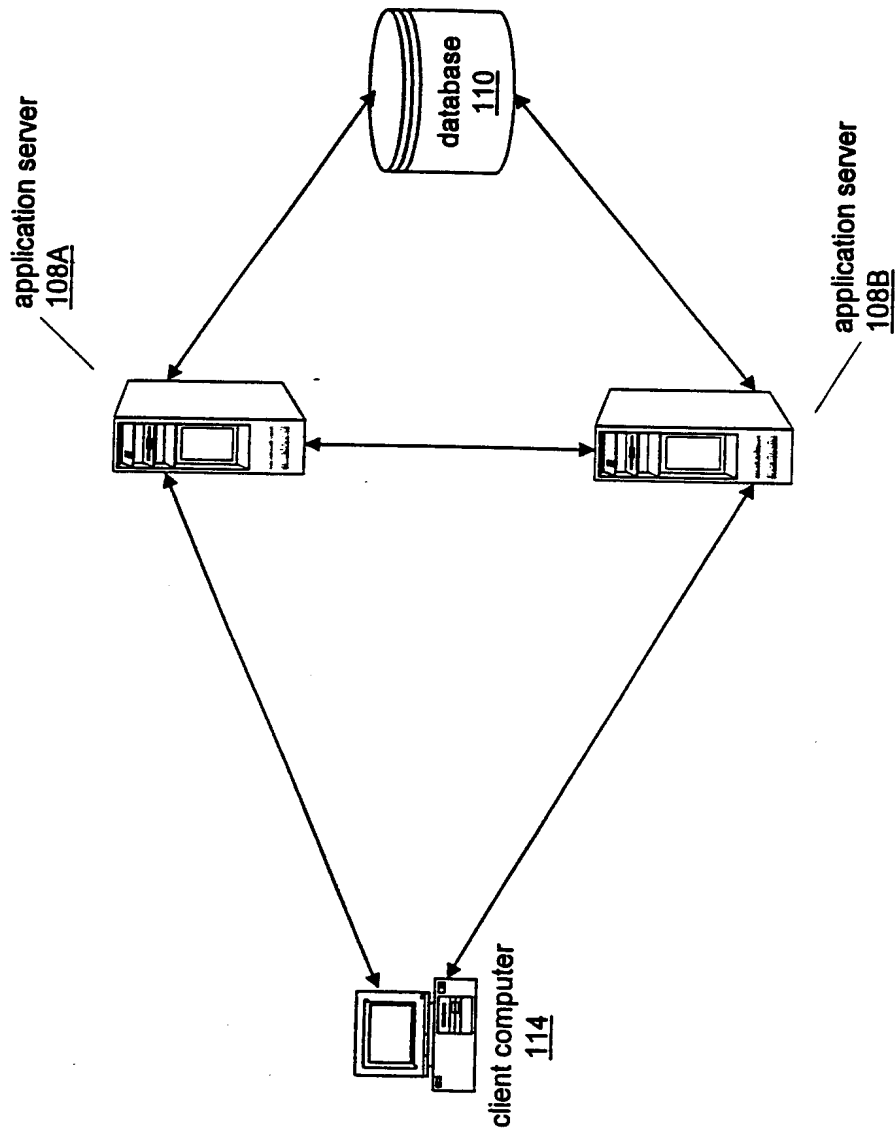 application server
108A
database
110
application server
108B
client computer
114